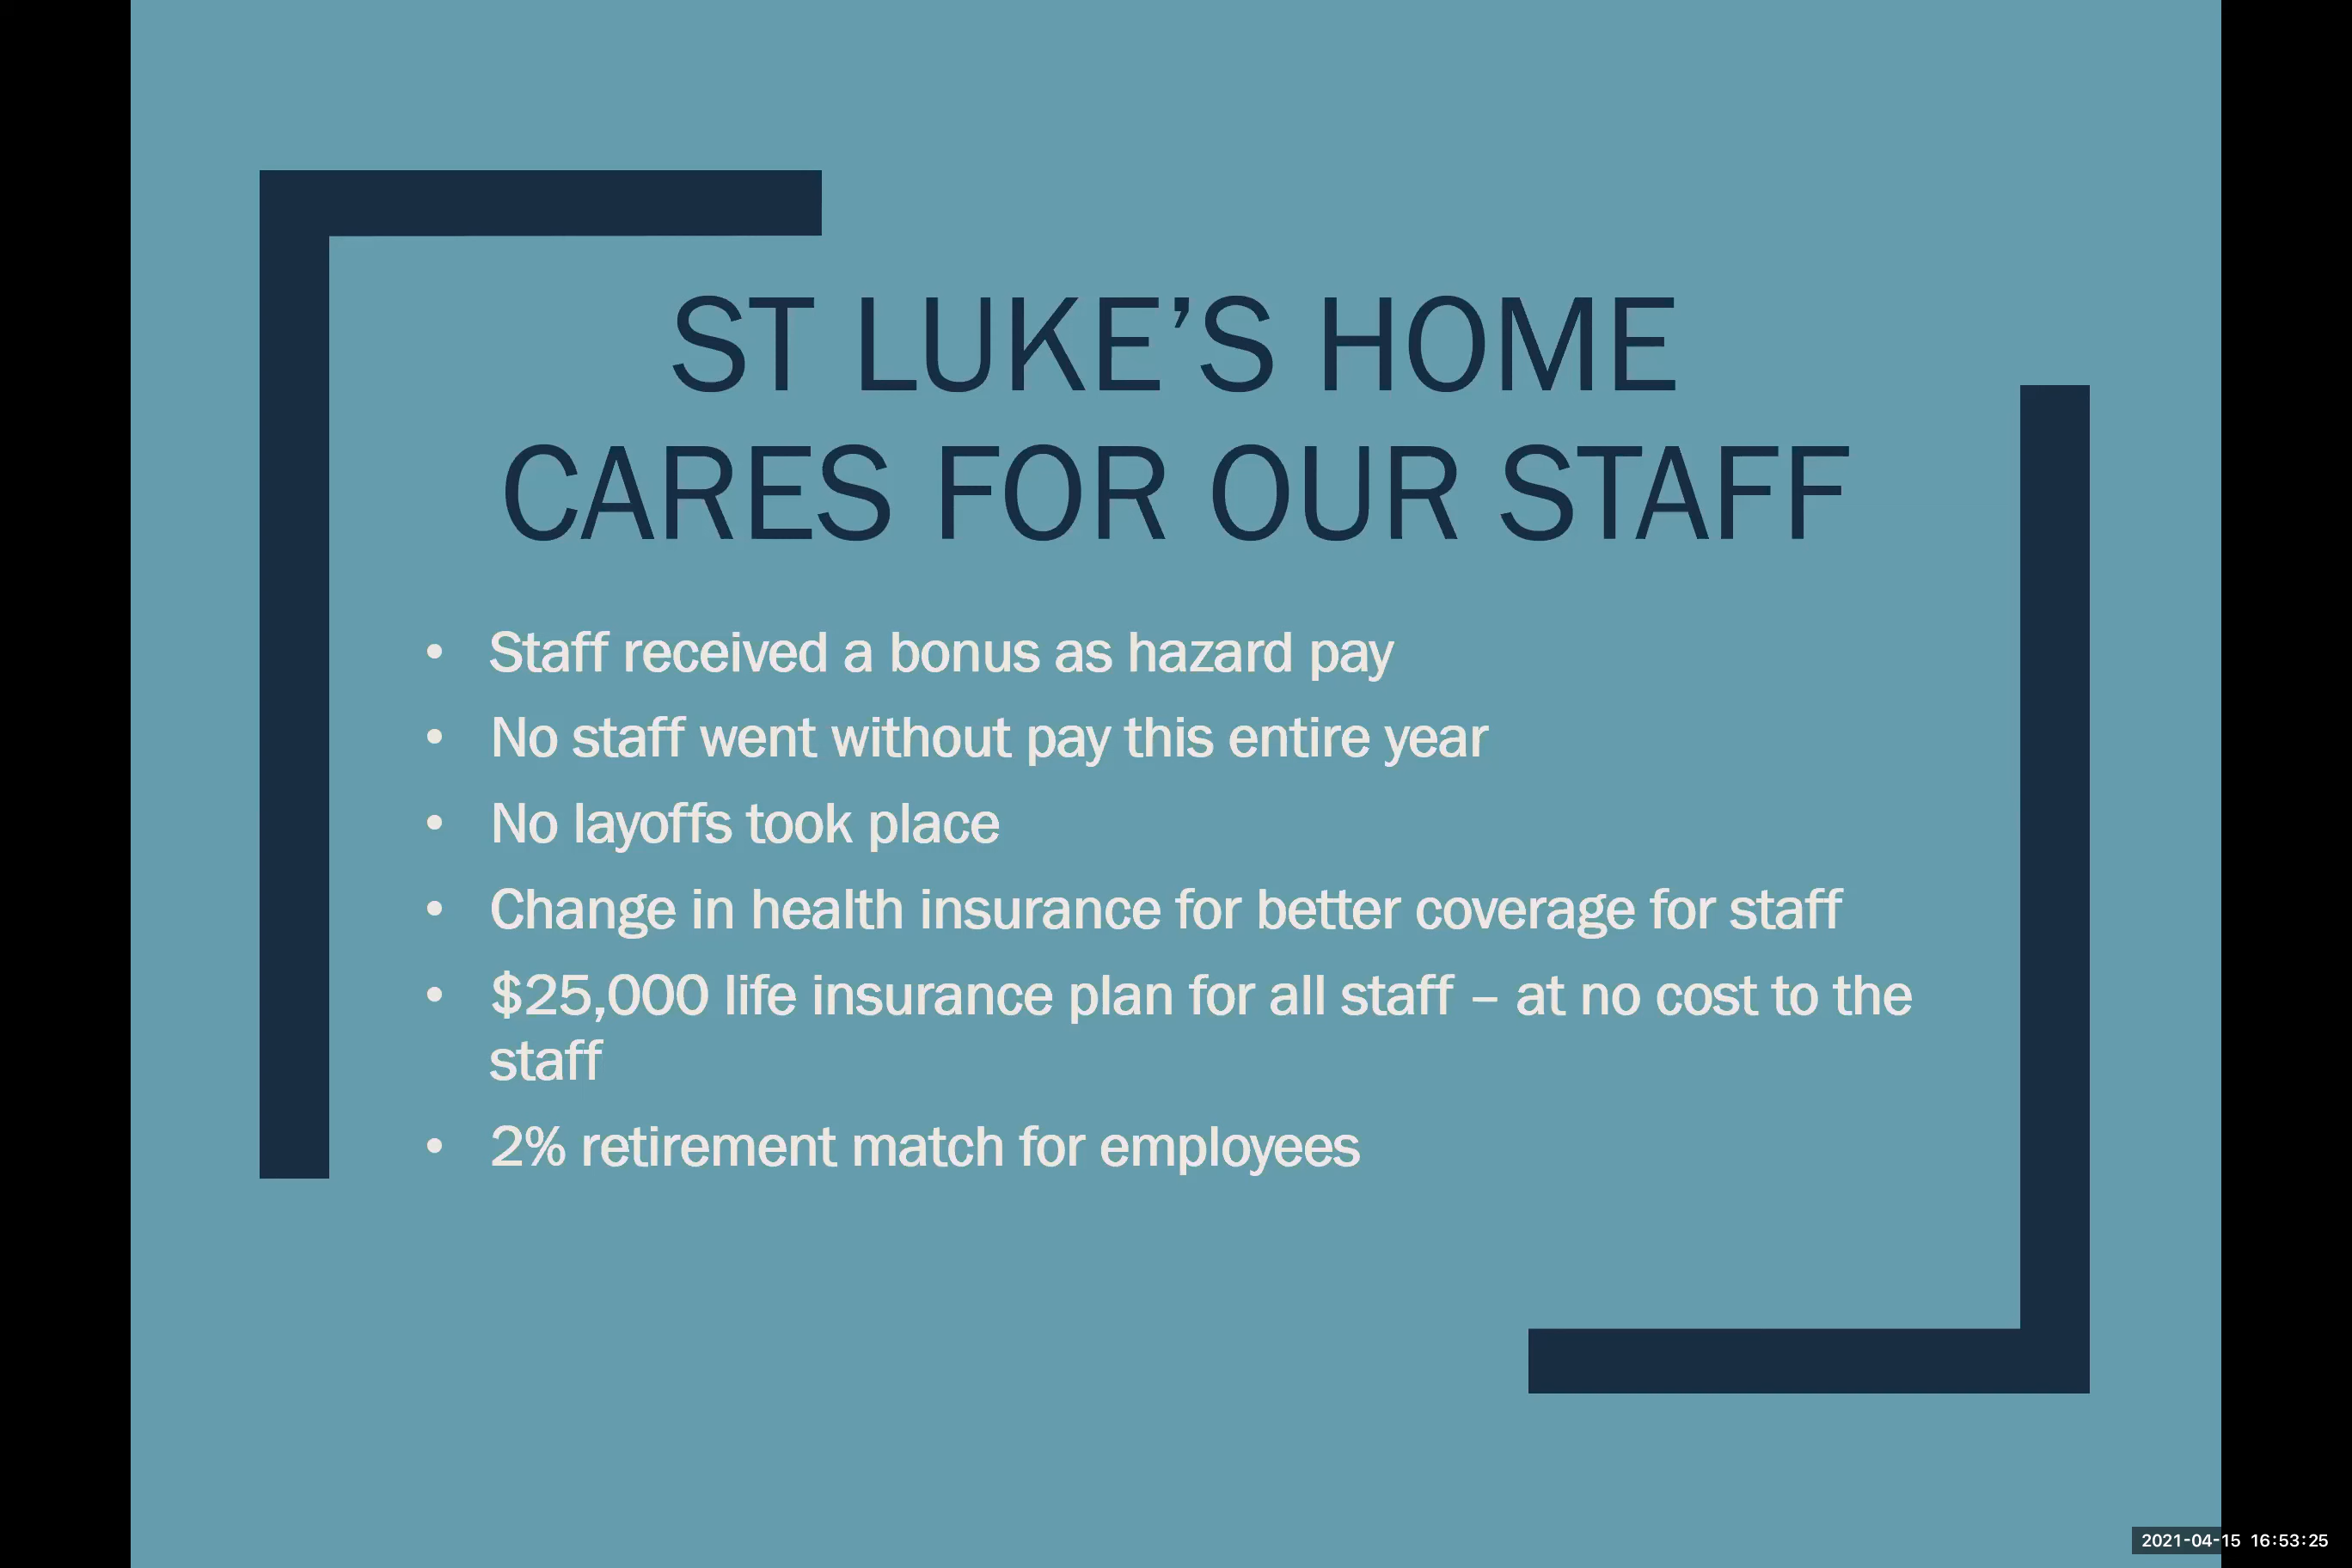 ST LUKE’S HOME
CARES FOR OUR STAFF
• Staff received a bonus as hazard pay
• No staff went without pay this entire year
• No layoffs took place
• Change in health insurance for better coverage for staff
• $25,000 life insurance plan for all staff – at no cost to the
staff
• 2% retirement match for employees
2021-04-15 16:53:25